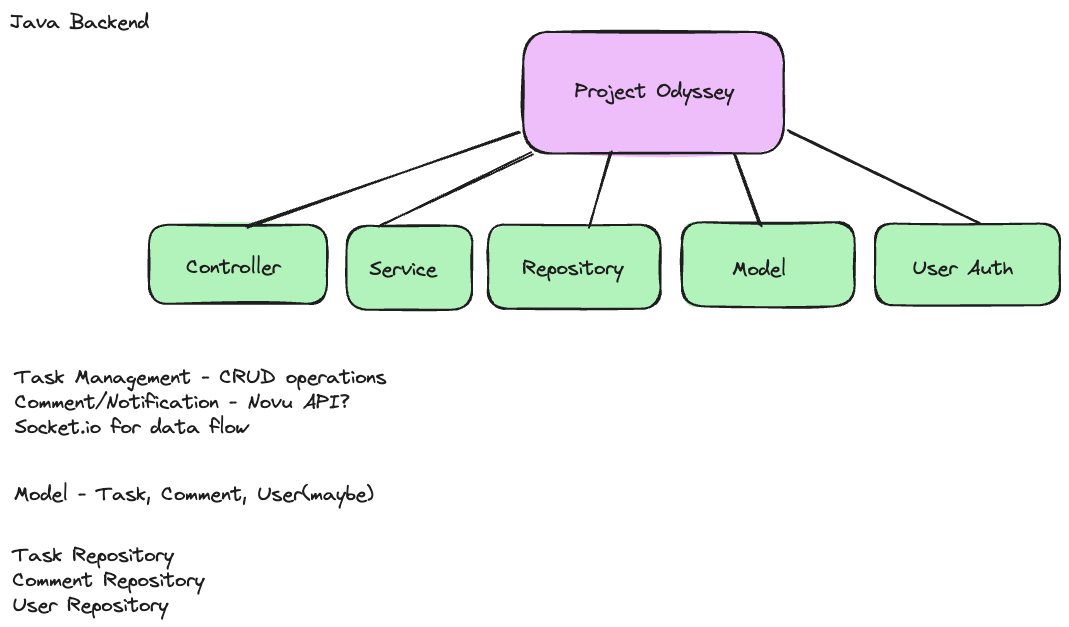 Java Backend
Project Odyssey
Controller
Service
Repository
Model
User Auth
Task Management - CRUD operations
Comment/Notification - Novu API?
Socket.io for data flow
Model - Task, Comment, User(maybe)
Task Repository
Comment Repository
User Repository